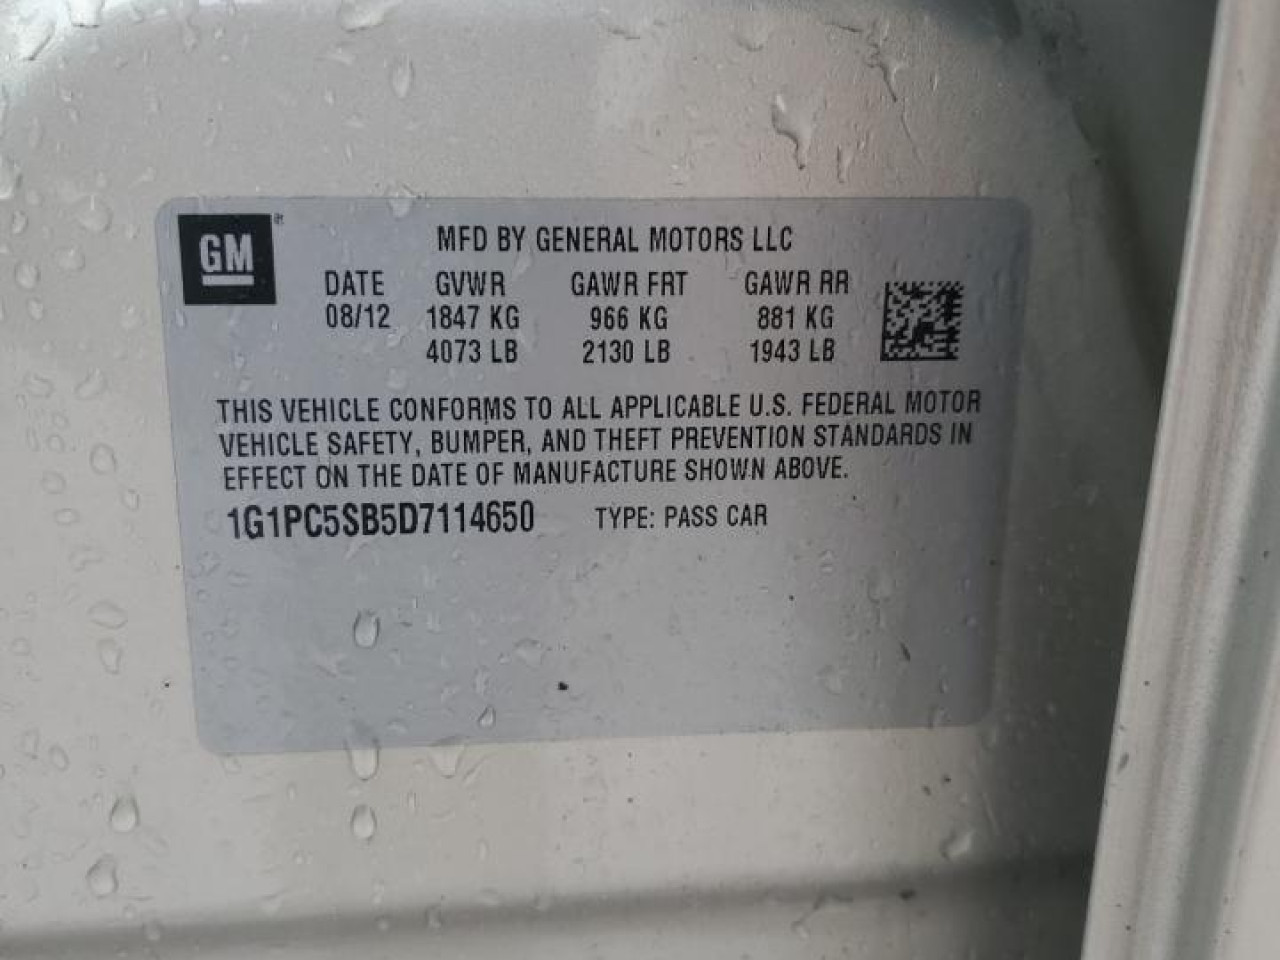 GM
MFD BY GENERAL MOTORS LLC
DATE GVWR GAWR FRT GAWR RR
08/12 1847 KG 966 KG 881 KG
4073 LB 2130 LB 1943 LB
THIS VEHICLE CONFORMS TO ALL APPLICABLE U.S. FEDERAL MOTOR
VEHICLE SAFETY, BUMPER, AND THEFT PREVENTION STANDARDS IN
EFFECT ON THE DATE OF MANUFACTURE SHOWN ABOVE.
1G1PC5SB5D7114650 TYPE: PASS CAR